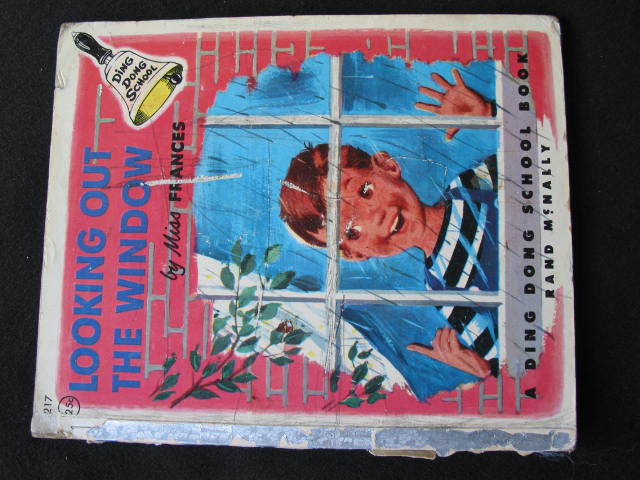 DING
DONG
SCHOOL
LOOKING OUT
THE WINDOW
by Miss FRANCES
A DING DONG SCHOOL BOOK
RAND MCNALLY
217
25¢